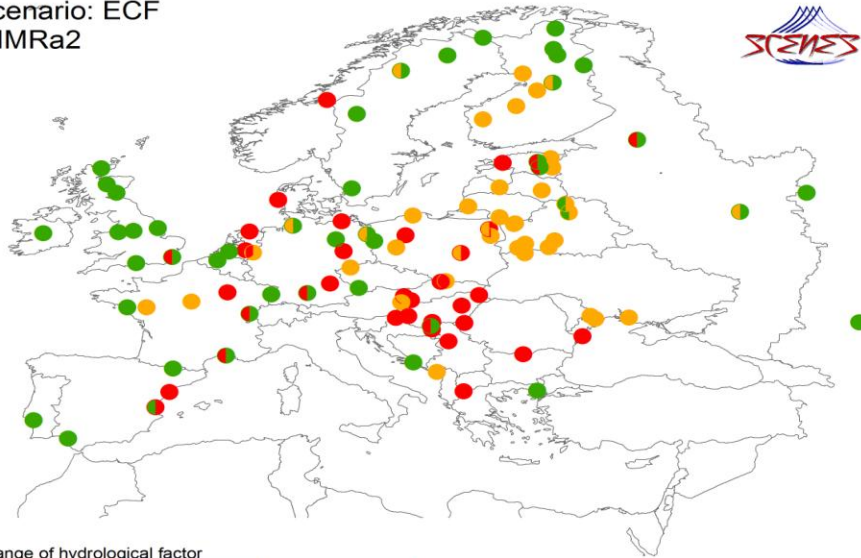 cenario: ECF
IMRa2
SCENES
ange of hydrological factor